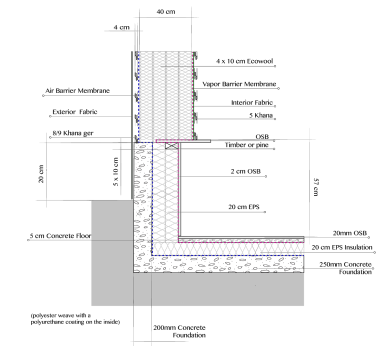 40 cm
4 cm
4 x 10 cm Ecowool
Vapor Barrier Membrane
Air Barrier Membrane
Interior Fabric
Exterior Fabric
5 Khana
8/9 Khana ger
OSB
Timber or pine
20 cm
5 x 10 cm
2 cm OSB
57 cm
20 cm EPS
20mm OSB
5 cm Concrete Floor
20 cm EPS Insulation
250mm Concrete
Foundation
(polyester weave with a
polyurethane coating on the inside)
200mm Concrete
Foundation